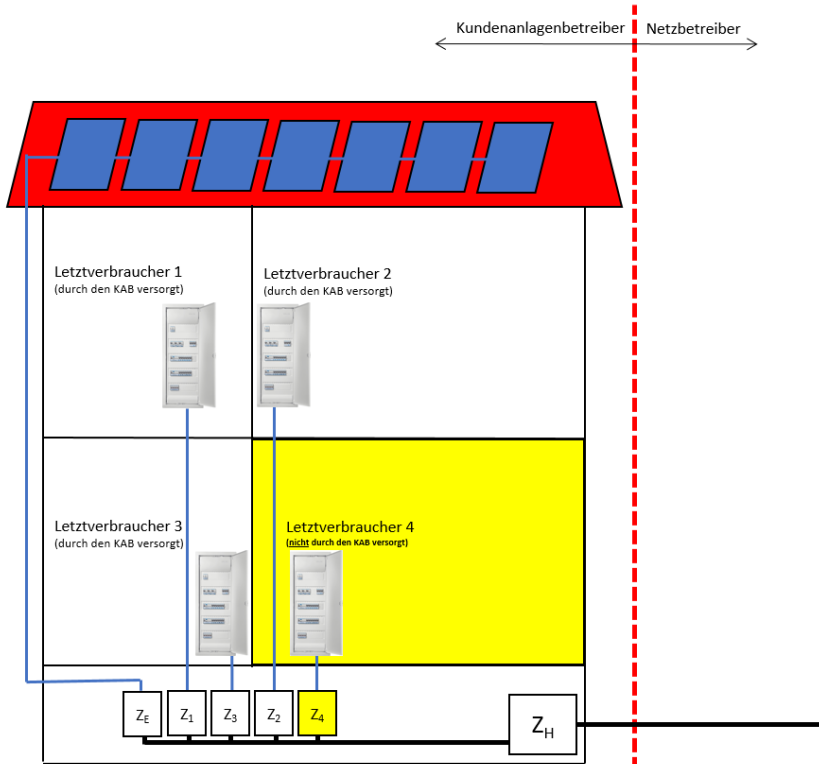 Kundenanlagenbetreiber
Netzbetreiber
Letztverbraucher 1
(durch den KAB versorgt)
Letztverbraucher 2
(durch den KAB versorgt)
Letztverbraucher 3
(durch den KAB versorgt)
Letztverbraucher 4
(nicht durch den KAB versorgt)
ZE
Z1
Z3
Z2
Z4
ZH